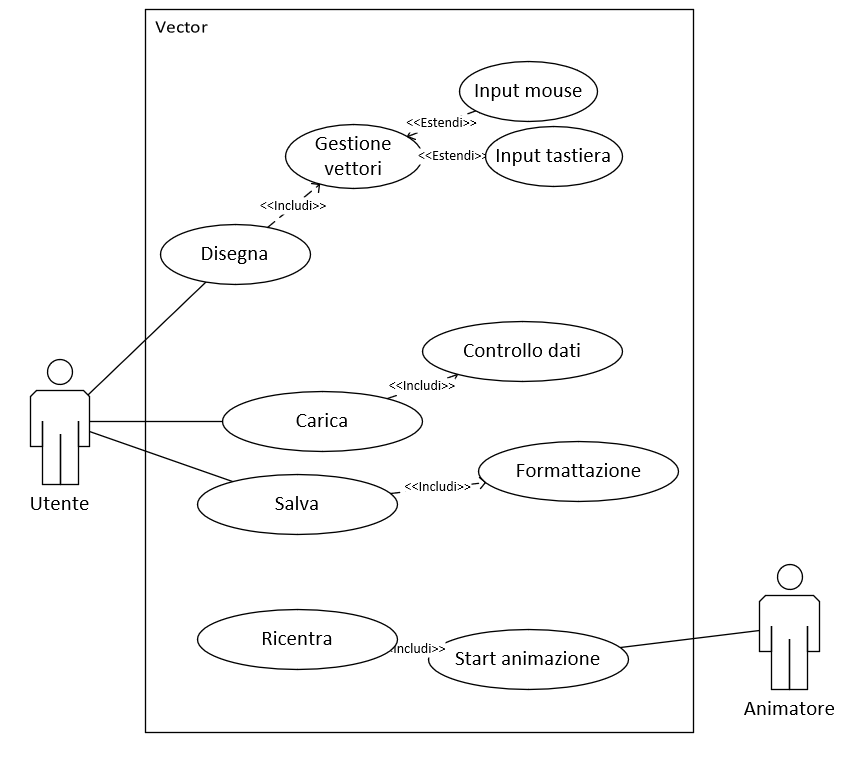 Vector
Input mouse
<<Estendi>>
Gestione
vettori
<<Estendi>>
Input tastiera
<<Includi>>
Disegna
Controllo dati
<<Includi>>
Carica
Utente
Formattazione
<<Includi>>
Salva
Ricentra
Includi>>
Start animazione
Animatore